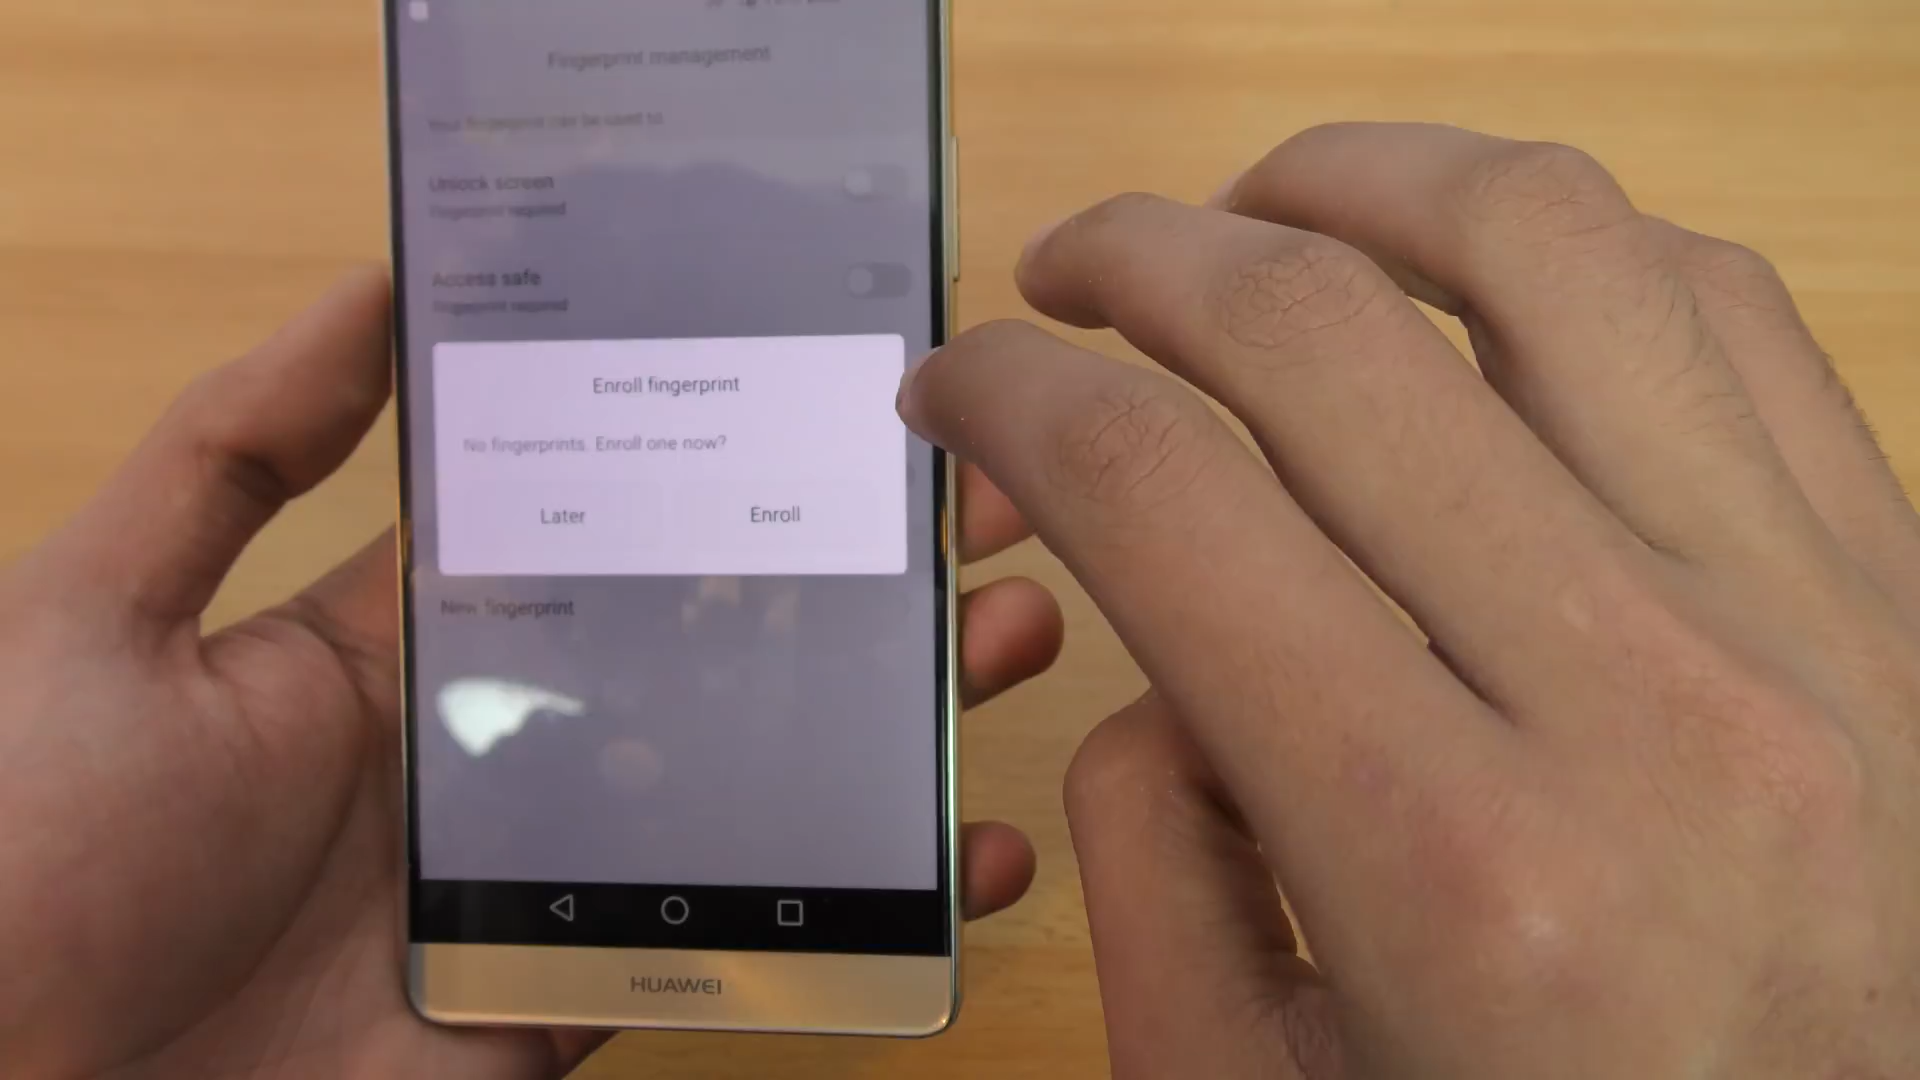 Fingerprint management
Your fingerprint can be used to
Unlock screen
Fingerprint required
Access safe
Fingerprint required
Enroll fingerprint
No fingerprints. Enroll one now?
Later Enroll
New fingerprint
HUAWEI